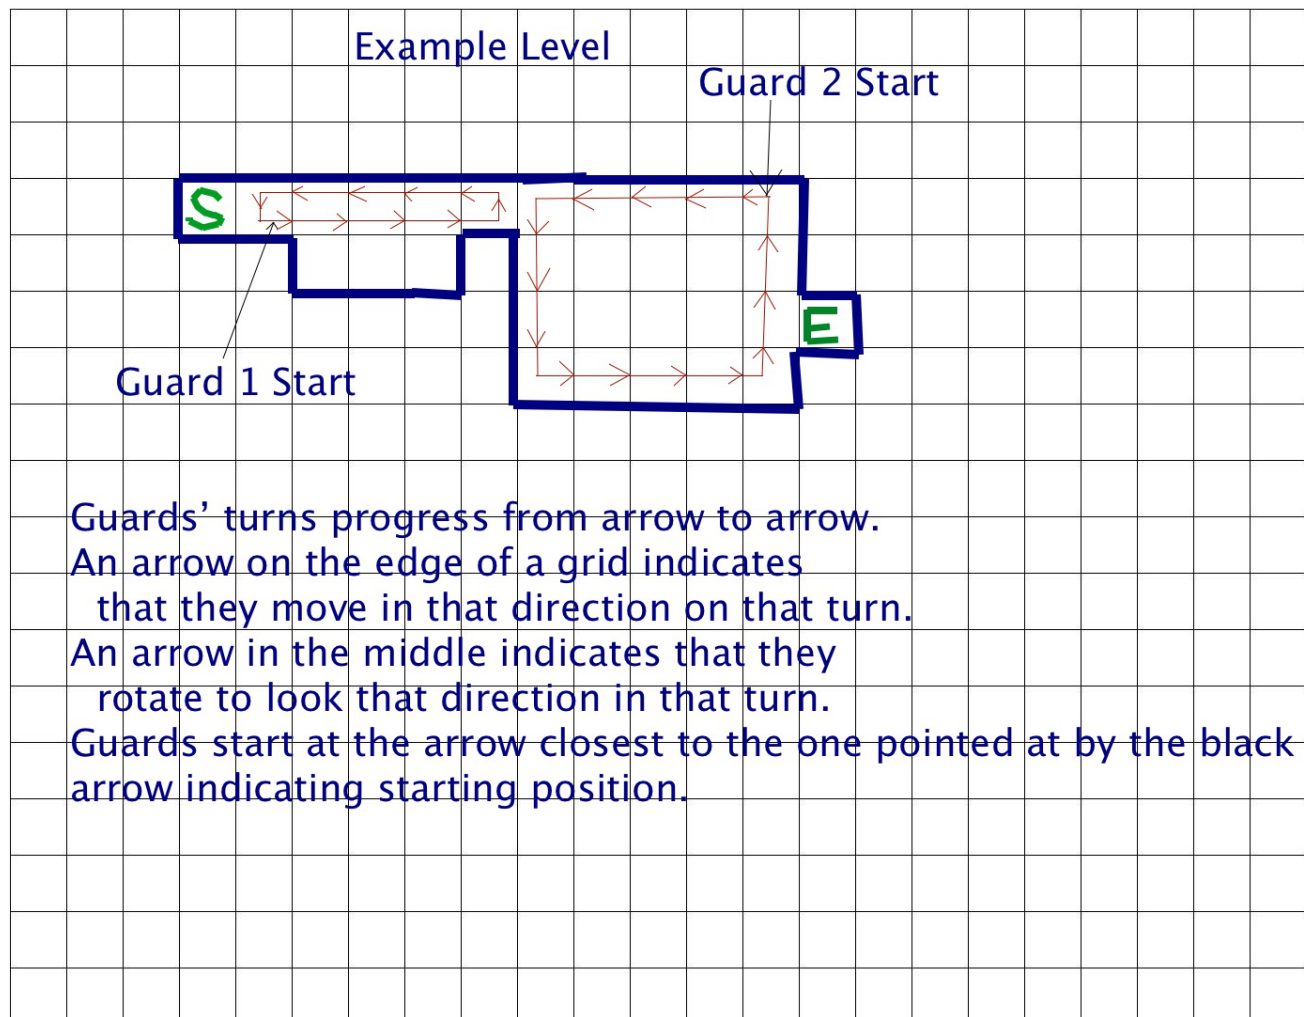 Example Level
Guard 2 Start
S
E
Guard 1 Start
Guards’ turns progress from arrow to arrow.
An arrow on the edge of a grid indicates
that they move in that direction on that turn.
An arrow in the middle indicates that they
rotate to look that direction in that turn.
Guards start at the arrow closest to the one pointed at by the black
arrow indicating starting position.